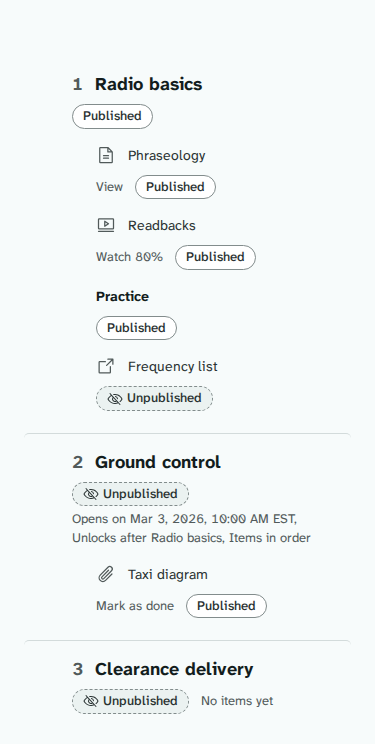 1 Radio basics
Published
Phraseology
View Published
Readbacks
Watch 80% Published
Practice
Published
Frequency list
Unpublished
2 Ground control
Unpublished
Opens on Mar 3, 2026, 10:00 AM EST,
Unlocks after Radio basics, Items in order
Taxi diagram
Mark as done Published
3 Clearance delivery
Unpublished No items yet